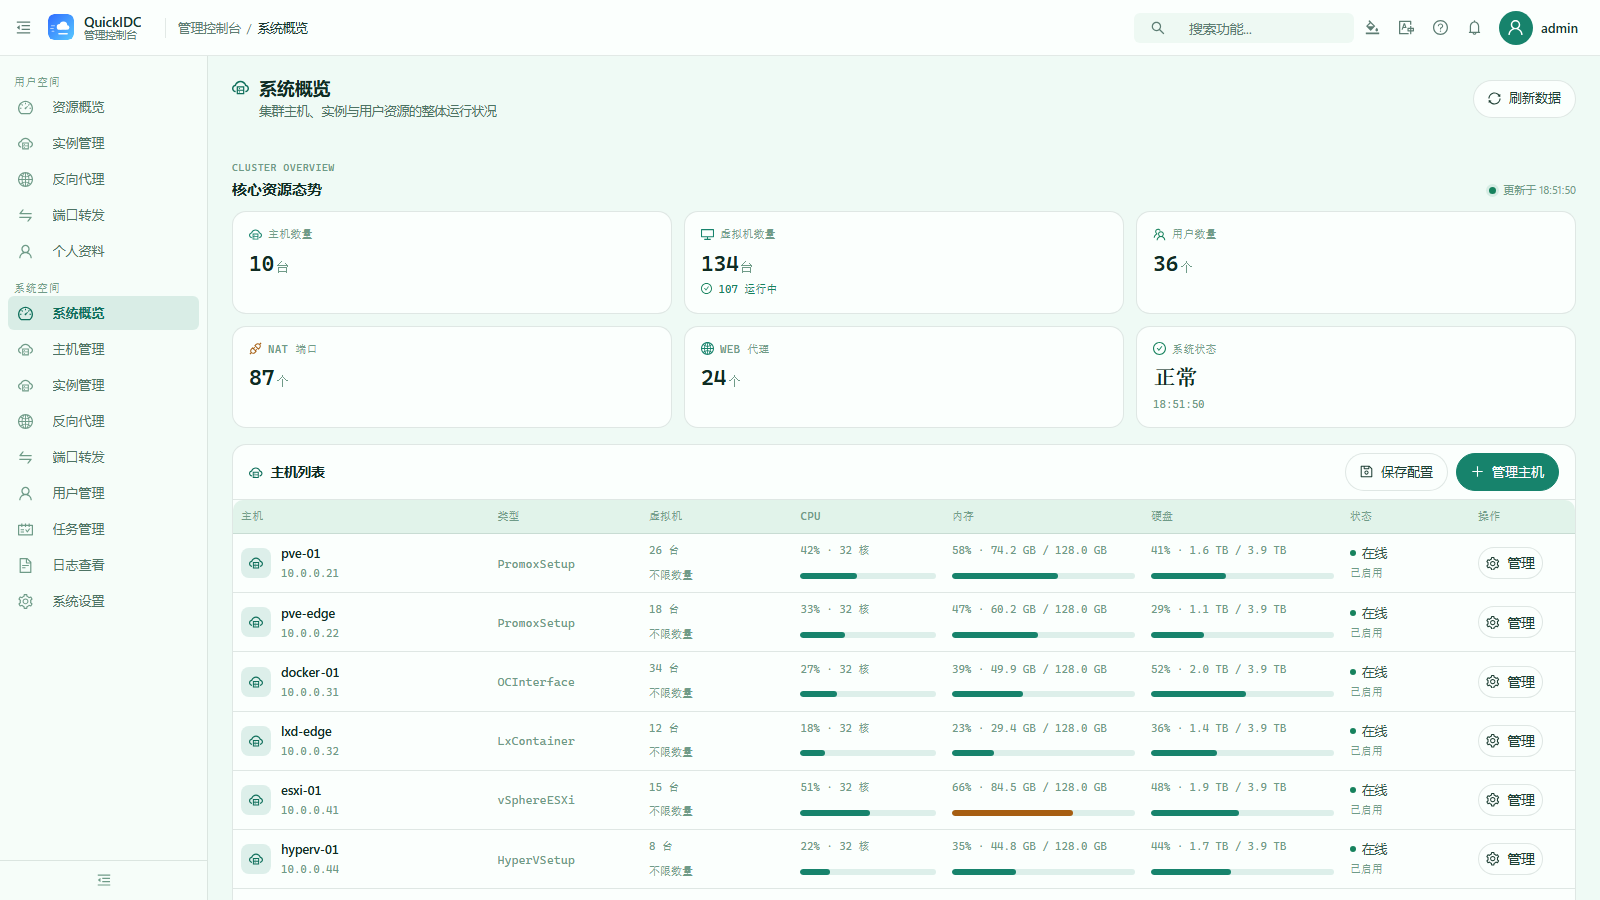 QuickIDC
管理控制台
管理控制台 / 系统概览
搜索功能...
admin
用户空间
资源概览
实例管理
反向代理
端口转发
个人资料
系统空间
系统概览
主机管理
实例管理
反向代理
端口转发
用户管理
任务管理
日志查看
系统设置
系统概览
集群主机、实例与用户资源的整体运行状况
刷新数据
CLUSTER OVERVIEW
核心资源态势
更新于 18:51:50
主机数量
10台
虚拟机数量
134台
107 运行中
用户数量
36个
NAT 端口
87个
WEB 代理
24个
系统状态
正常
18:51:50
主机列表
保存配置
管理主机
主机 类型 虚拟机 CPU 内存 硬盘 状态 操作
pve-01
10.0.0.21
PromoxSetup
26 台
不限数量
42% · 32 核
58% · 74.2 GB / 128.0 GB
41% · 1.6 TB / 3.9 TB
在线
已启用
管理
pve-edge
10.0.0.22
PromoxSetup
18 台
不限数量
33% · 32 核
47% · 60.2 GB / 128.0 GB
29% · 1.1 TB / 3.9 TB
在线
已启用
管理
docker-01
10.0.0.31
OCInterface
34 台
不限数量
27% · 32 核
39% · 49.9 GB / 128.0 GB
52% · 2.0 TB / 3.9 TB
在线
已启用
管理
lxd-edge
10.0.0.32
LxContainer
12 台
不限数量
18% · 32 核
23% · 29.4 GB / 128.0 GB
36% · 1.4 TB / 3.9 TB
在线
已启用
管理
esxi-01
10.0.0.41
vSphereESXi
15 台
不限数量
51% · 32 核
66% · 84.5 GB / 128.0 GB
48% · 1.9 TB / 3.9 TB
在线
已启用
管理
hyperv-01
10.0.0.44
HyperVSetup
8 台
不限数量
22% · 32 核
35% · 44.8 GB / 128.0 GB
44% · 1.7 TB / 3.9 TB
在线
已启用
管理